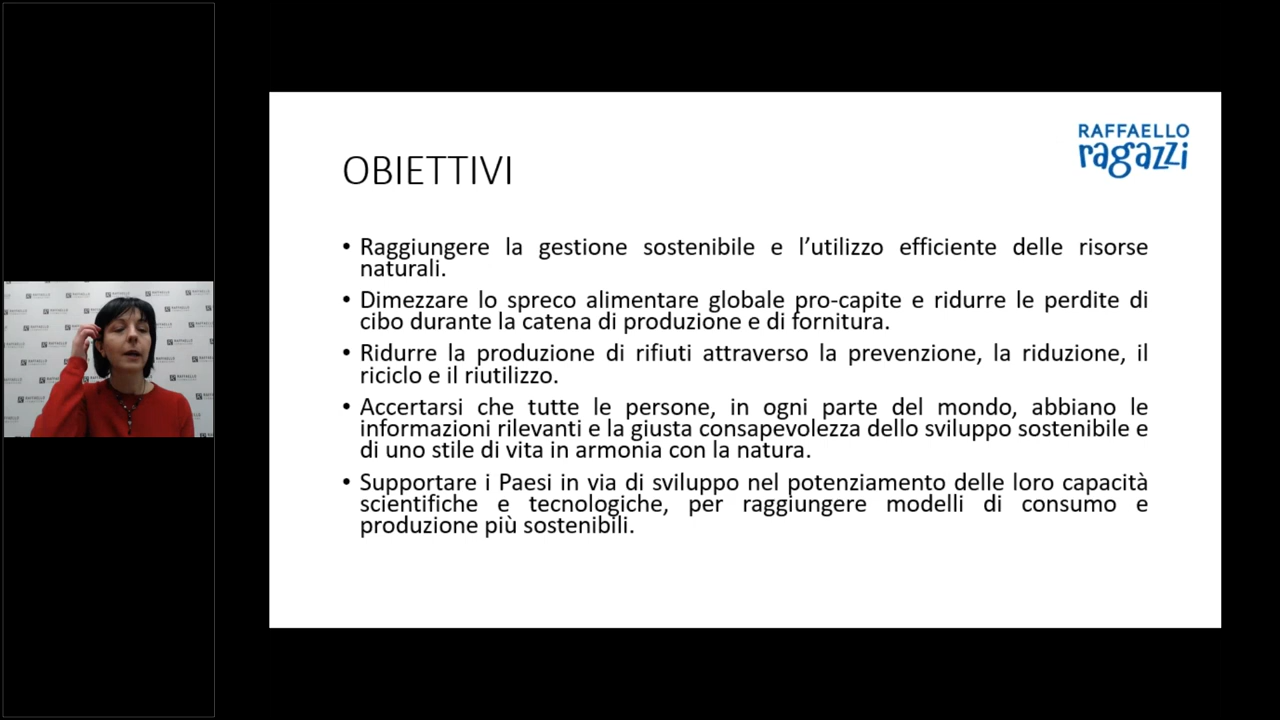 RAFFAELLO
ragazzi
OBIETTIVI
• Raggiungere la gestione sostenibile e l’utilizzo efficiente delle risorse
naturali.
• Dimezzare lo spreco alimentare globale pro-capite e ridurre le perdite di
cibo durante la catena di produzione e di fornitura.
• Ridurre la produzione di rifiuti attraverso la prevenzione, la riduzione, il
riciclo e il riutilizzo.
• Accertarsi che tutte le persone, in ogni parte del mondo, abbiano le
informazioni rilevanti e la giusta consapevolezza dello sviluppo sostenibile e
di uno stile di vita in armonia con la natura.
• Supportare i Paesi in via di sviluppo nel potenziamento delle loro capacità
scientifiche e tecnologiche, per raggiungere modelli di consumo e
produzione più sostenibili.